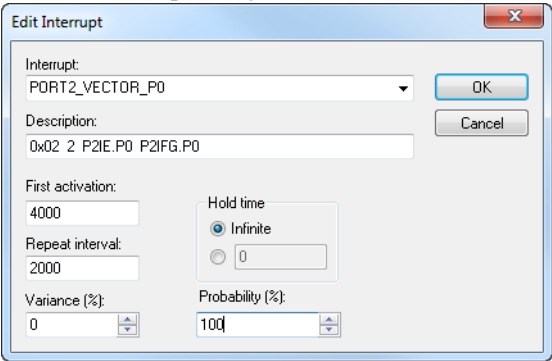 Edit Interrupt
Interrupt:
PORT2_VECTOR_P0
OK
Description:
Cancel
0x02 2 P2IE.P0 P2IFG.P0
First activation:
4000
Hold time
Infinite
Repeat interval:
0
2000
Variance (%):
Probability (%):
0
100